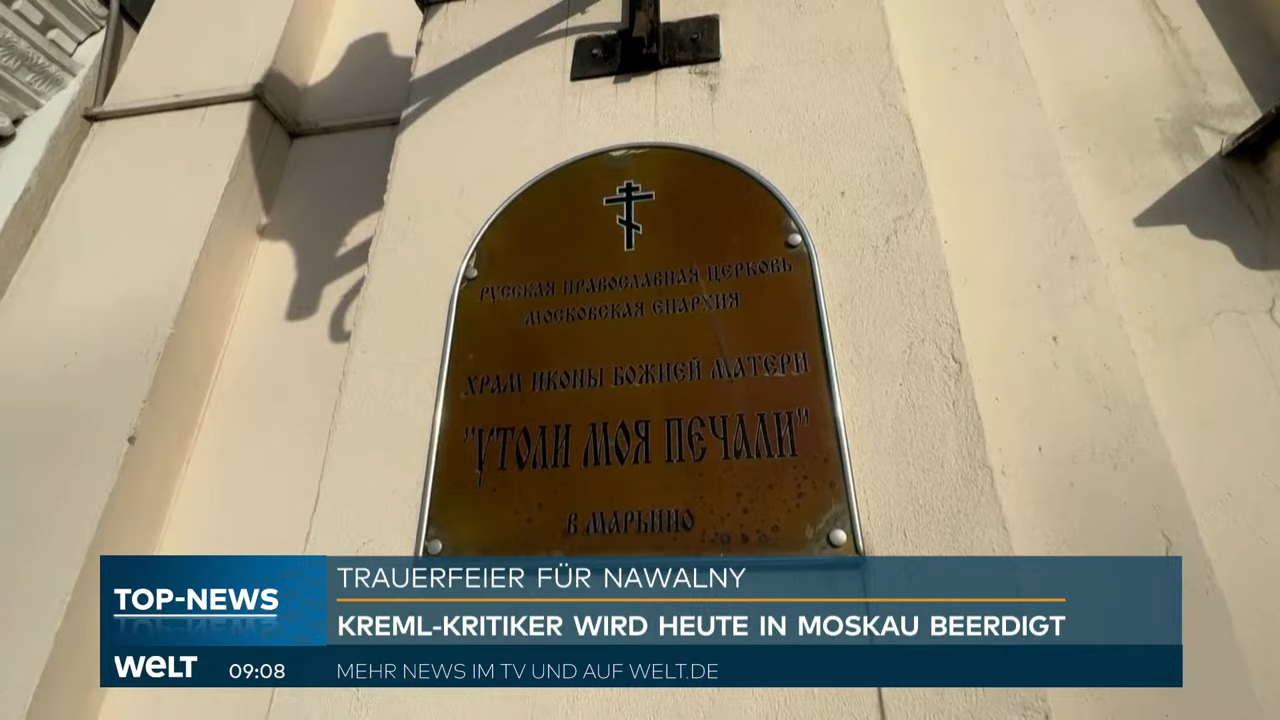 РУССКАЯ ПРАВОСЛАВНАЯ ЦЕРКОВЬ
МОСКОВСКАЯ ЕПАРХИЯ
ХРАМ ИКОНЫ БОЖИЕЙ МАТЕРИ
"УТОЛИ МОЯ ПЕЧАЛИ"
В МАРЬИНО
TRAUERFEIER FÜR NAWALNY
TOP-NEWS
KREML-KRITIKER WIRD HEUTE IN MOSKAU BEERDIGT
WELT 09:08 MEHR NEWS IM TV UND AUF WELT.DE